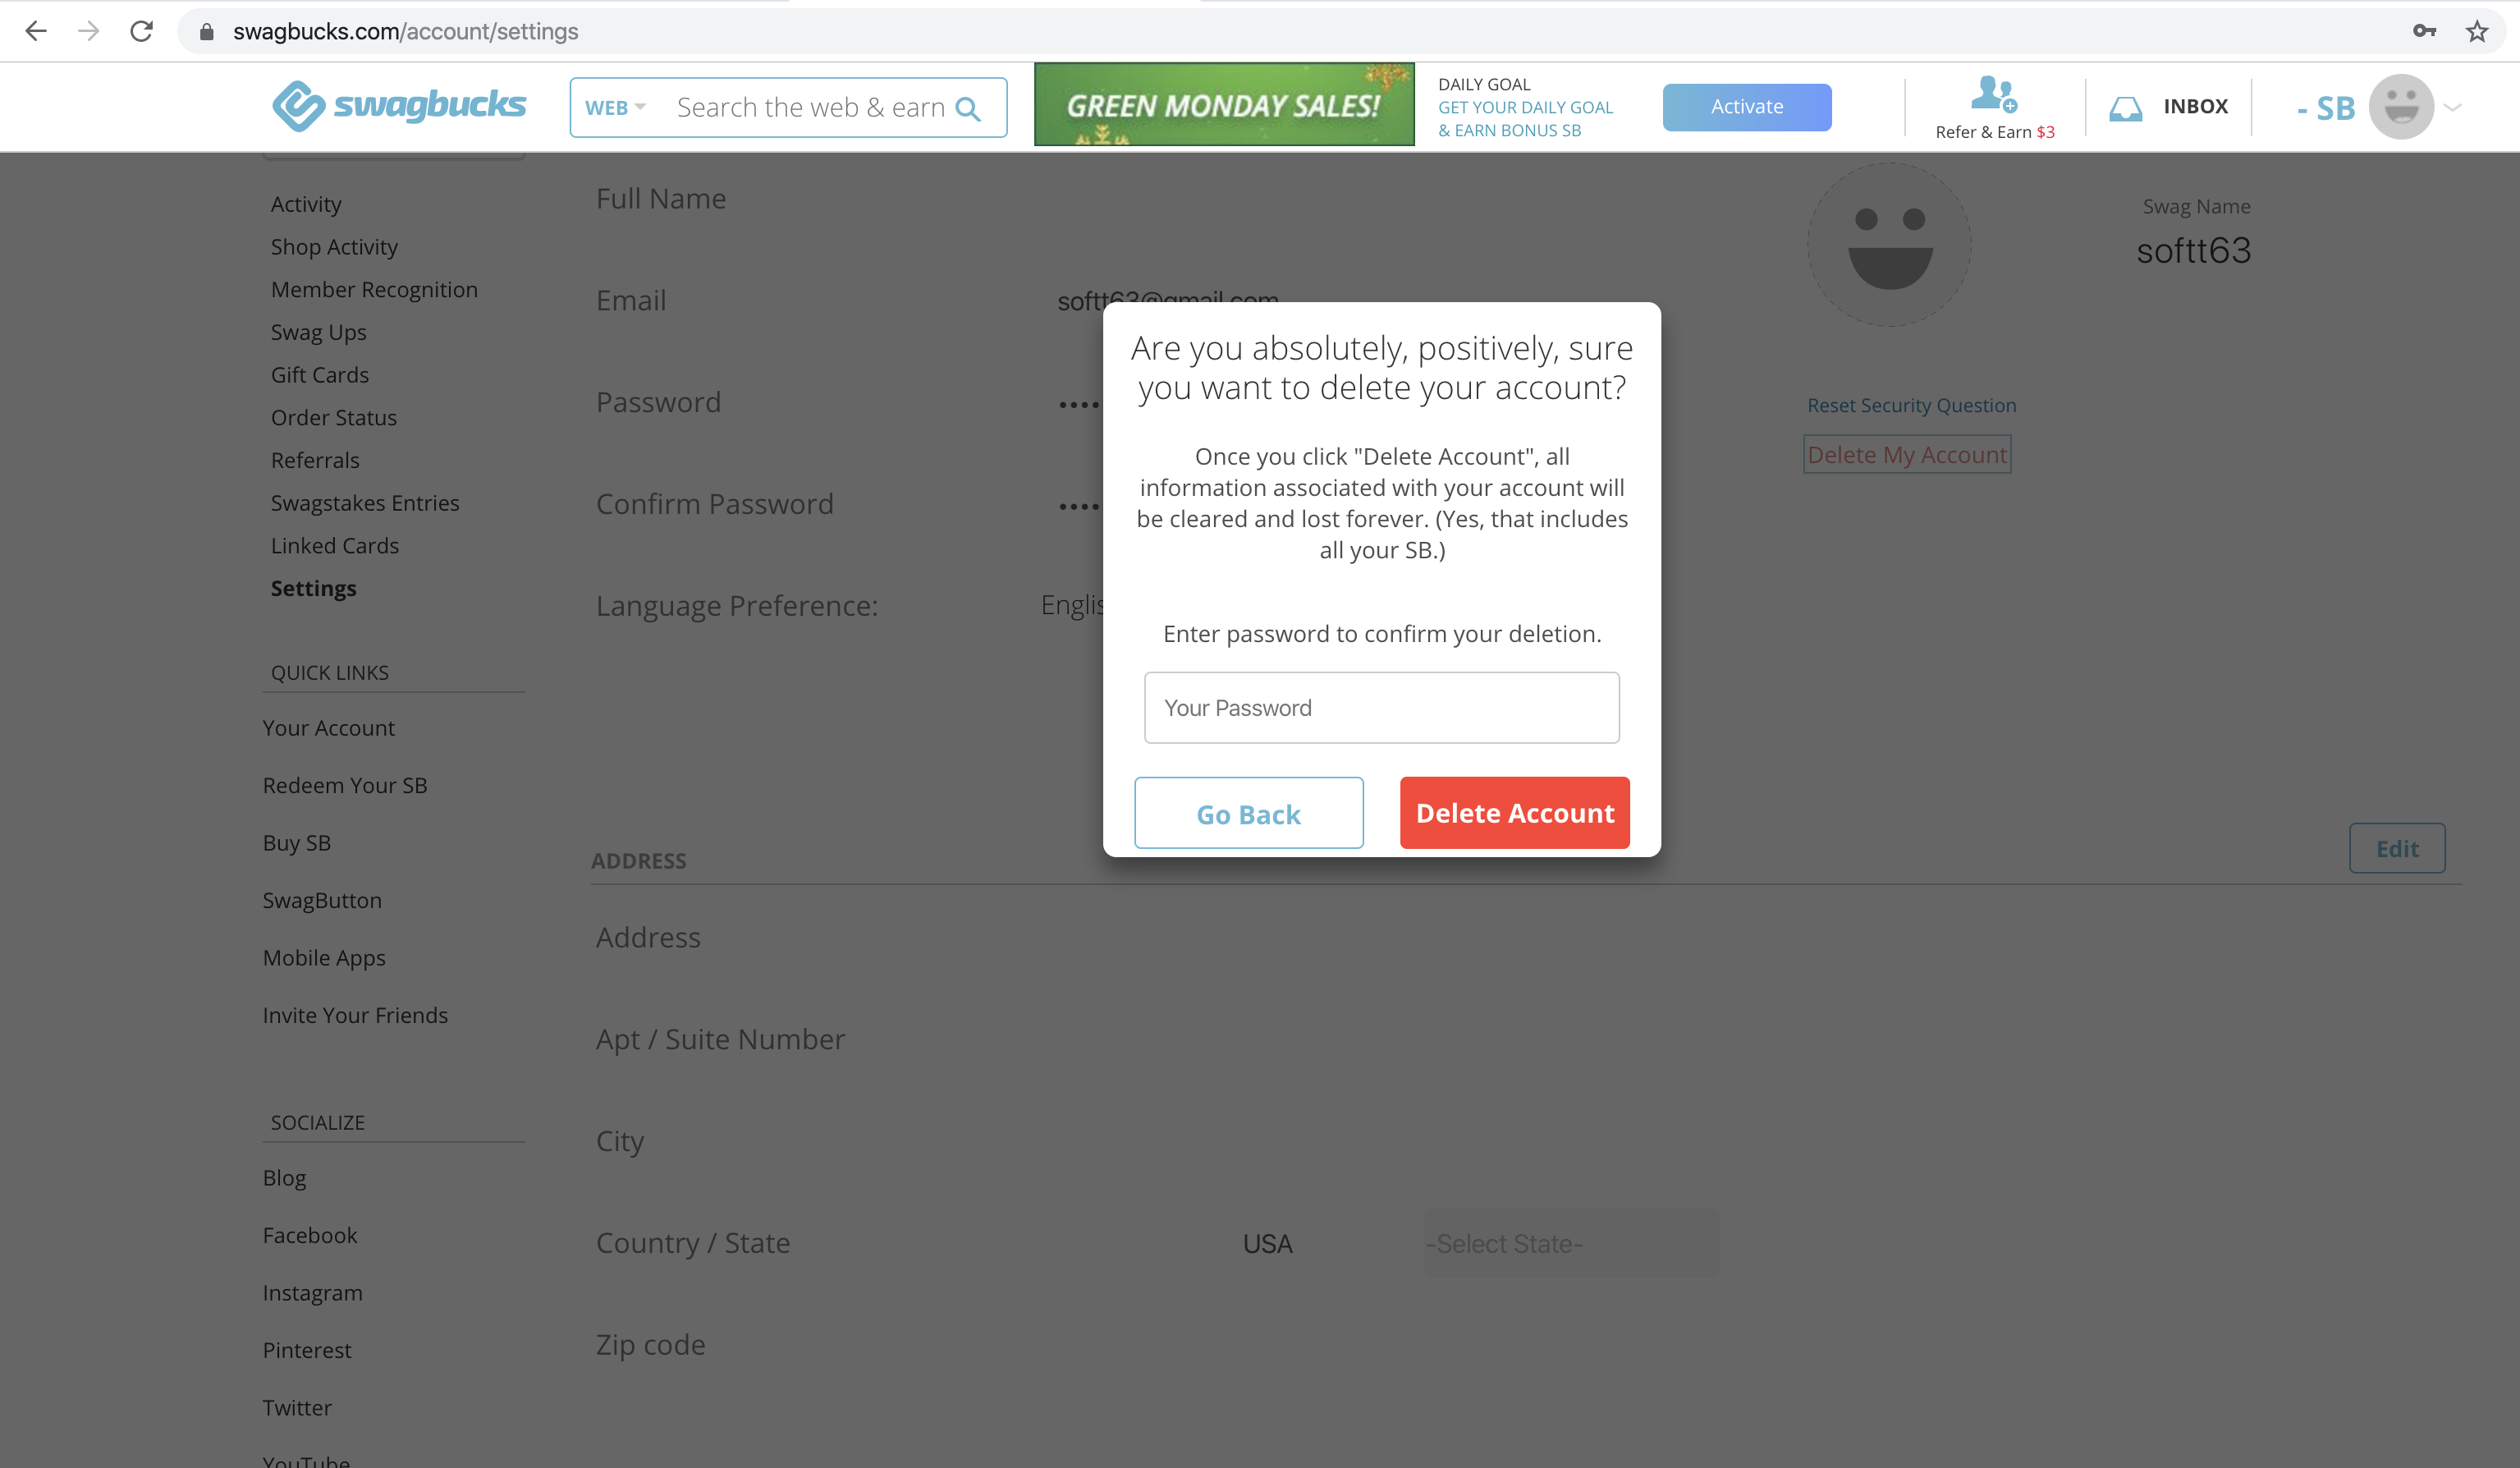 swagbucks.com/account/settings
swagbucks
WEB
Search the web & earn
GREEN MONDAY SALES!
DAILY GOAL
GET YOUR DAILY GOAL
& EARN BONUS SB
Activate
Refer & Earn $3
INBOX
- SB
Activity
Shop Activity
Member Recognition
Swag Ups
Gift Cards
Order Status
Referrals
Swagstakes Entries
Linked Cards
Settings
QUICK LINKS
Your Account
Redeem Your SB
Buy SB
SwagButton
Mobile Apps
Invite Your Friends
SOCIALIZE
Blog
Facebook
Instagram
Pinterest
Twitter
YouTube
Full Name
Email
softt63@gmail.com
Password
••••
Confirm Password
••••
Language Preference:
Englis
Swag Name
softt63
Reset Security Question
Delete My Account
Are you absolutely, positively, sure
you want to delete your account?
Once you click "Delete Account", all
information associated with your account will
be cleared and lost forever. (Yes, that includes
all your SB.)
Enter password to confirm your deletion.
Your Password
Go Back
Delete Account
ADDRESS
Edit
Address
Apt / Suite Number
City
Country / State
USA
-Select State-
Zip code